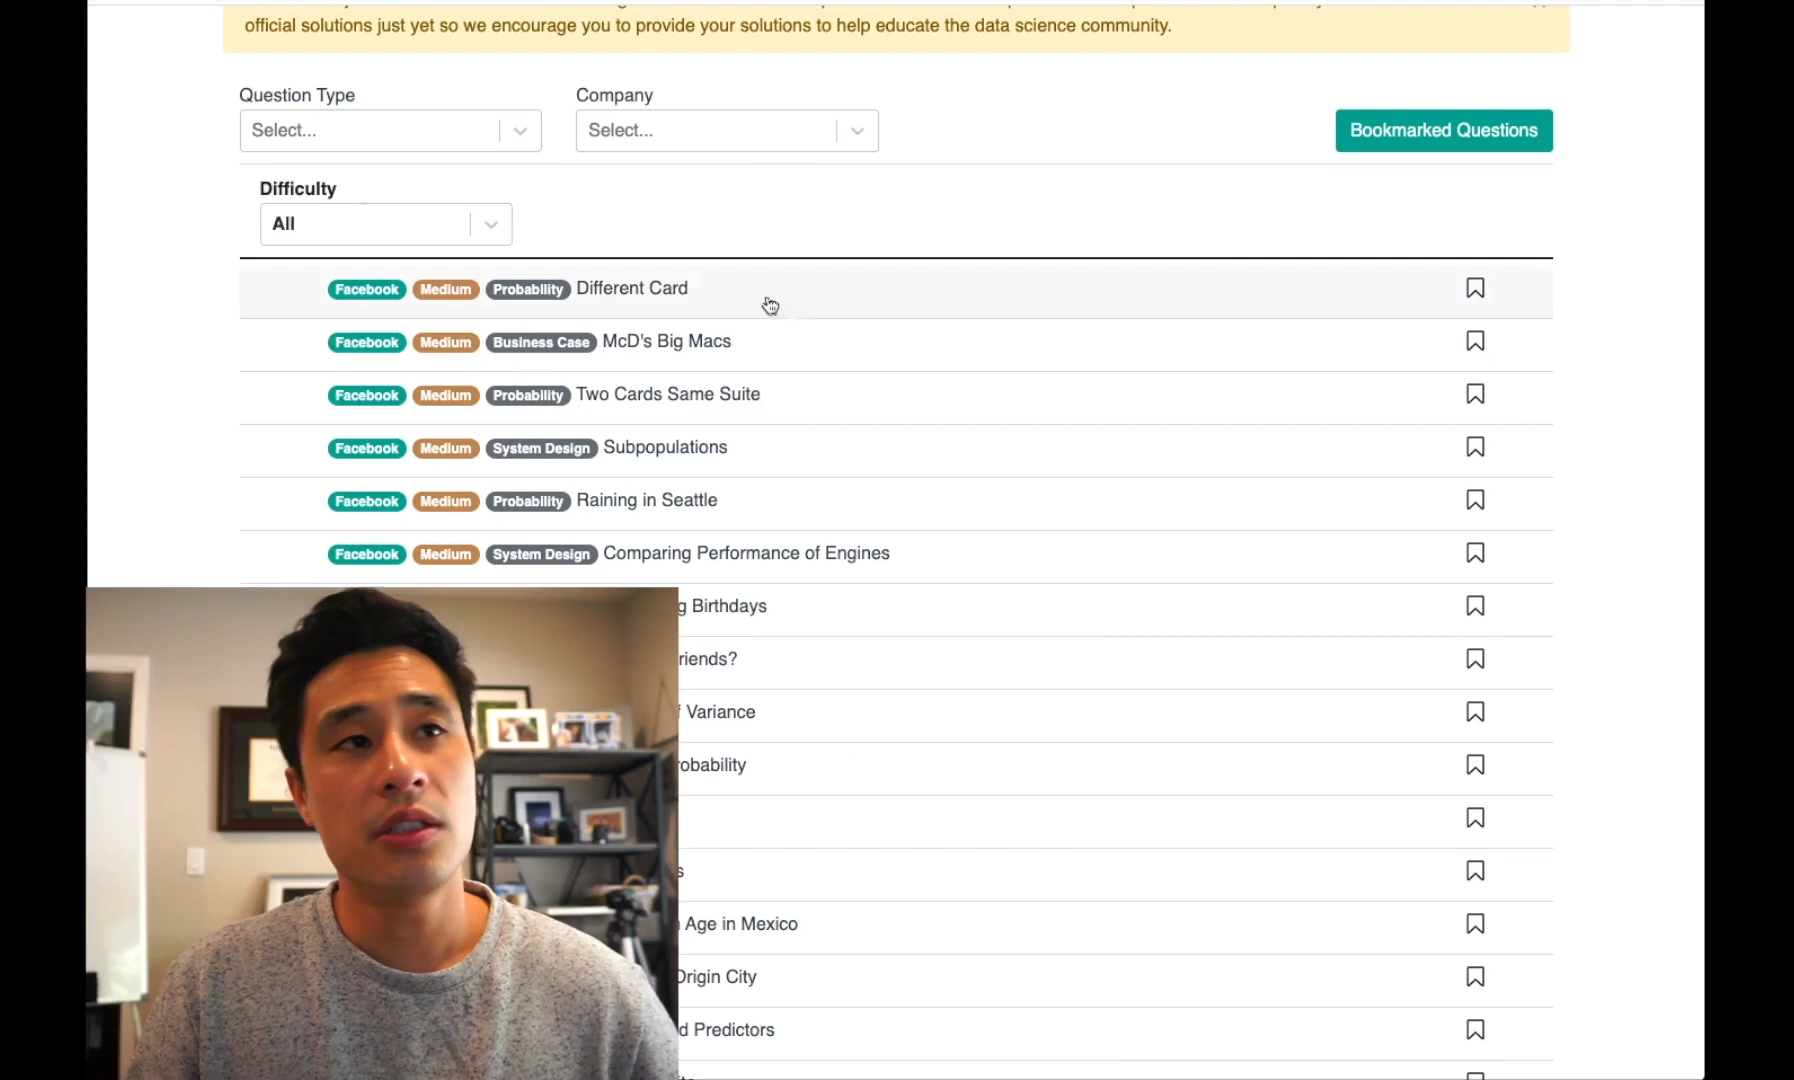 official solutions just yet so we encourage you to provide your solutions to help educate the data science community.
Question Type
Company
Select...
Select...
Bookmarked Questions
Difficulty
All
Facebook Medium Probability Different Card
Facebook Medium Business Case McD's Big Macs
Facebook Medium Probability Two Cards Same Suite
Facebook Medium System Design Subpopulations
Facebook Medium Probability Raining in Seattle
Facebook Medium System Design Comparing Performance of Engines
g Birthdays
riends?
f Variance
robability
s
Age in Mexico
Origin City
d Predictors